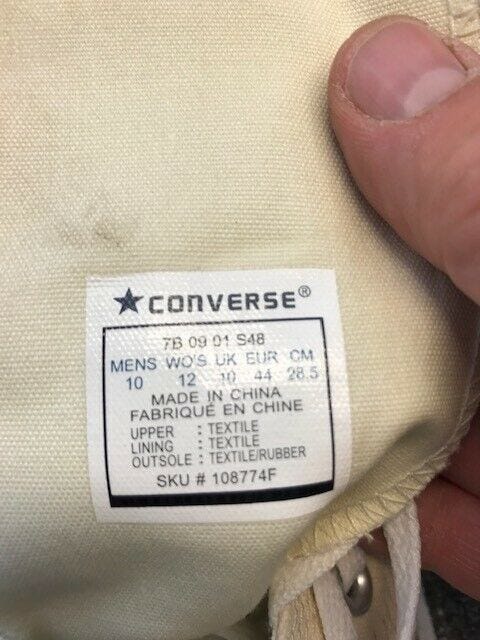 ★CONVERSE®
7B 09 01 S48
MENS WO'S UK EUR CM
10 12 10 44 28.5
MADE IN CHINA
FABRIQUÉ EN CHINE
UPPER : TEXTILE
LINING : TEXTILE
OUTSOLE : TEXTILE/RUBBER
SKU # 108774F